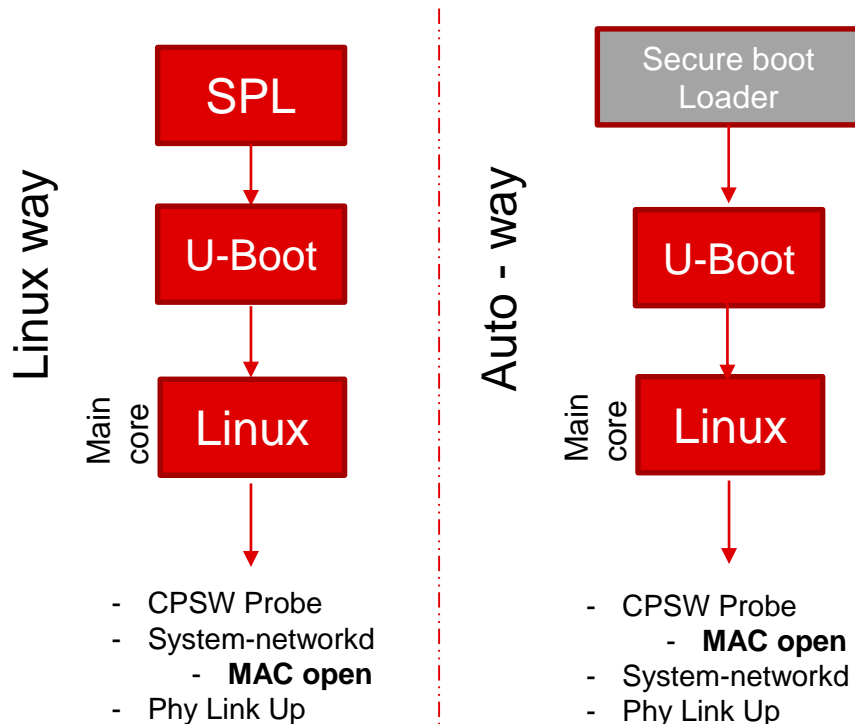 Linux way
SPL
U-Boot
Main
core
Linux
- CPSW Probe
- System-networkd
- MAC open
- Phy Link Up
Auto - way
Secure boot
Loader
U-Boot
Main
core
Linux
- CPSW Probe
- MAC open
- System-networkd
- Phy Link Up